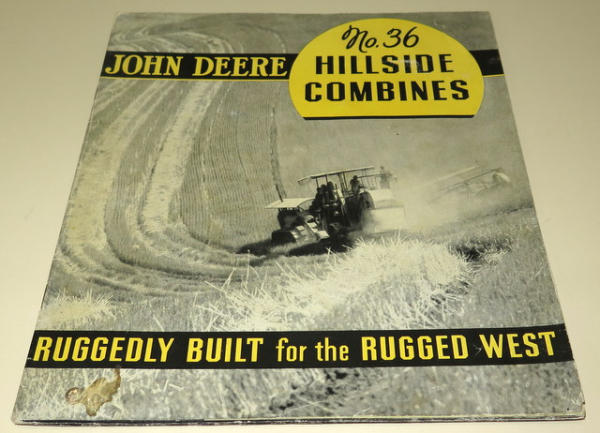 No. 36
JOHN DEERE HILLSIDE
COMBINES
RUGGEDLY BUILT for the RUGGED WEST